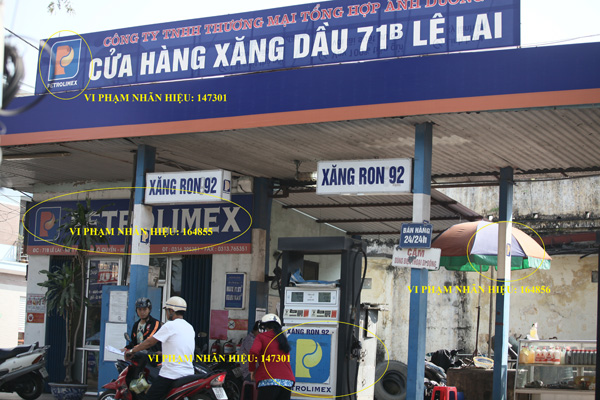 CÔNG TY TNHH THƯƠNG MẠI TỔNG HỢP ÁNH DƯƠNG
CỬA HÀNG XĂNG DẦU 71B LÊ LAI
PETROLIMEX
VI PHẠM NHÃN HIỆU: 147301
XĂNG RON 92
XĂNG RON 92
TROLIMEX
VI PHẠM NHÃN HIỆU: 164855
BÁN HÀNG
24/24h
CẤM
VI PHẠM NHÃN HIỆU: 164856
XĂNG RON 92
VI PHẠM NHÃN HIỆU: 147301
PETROLIMEX